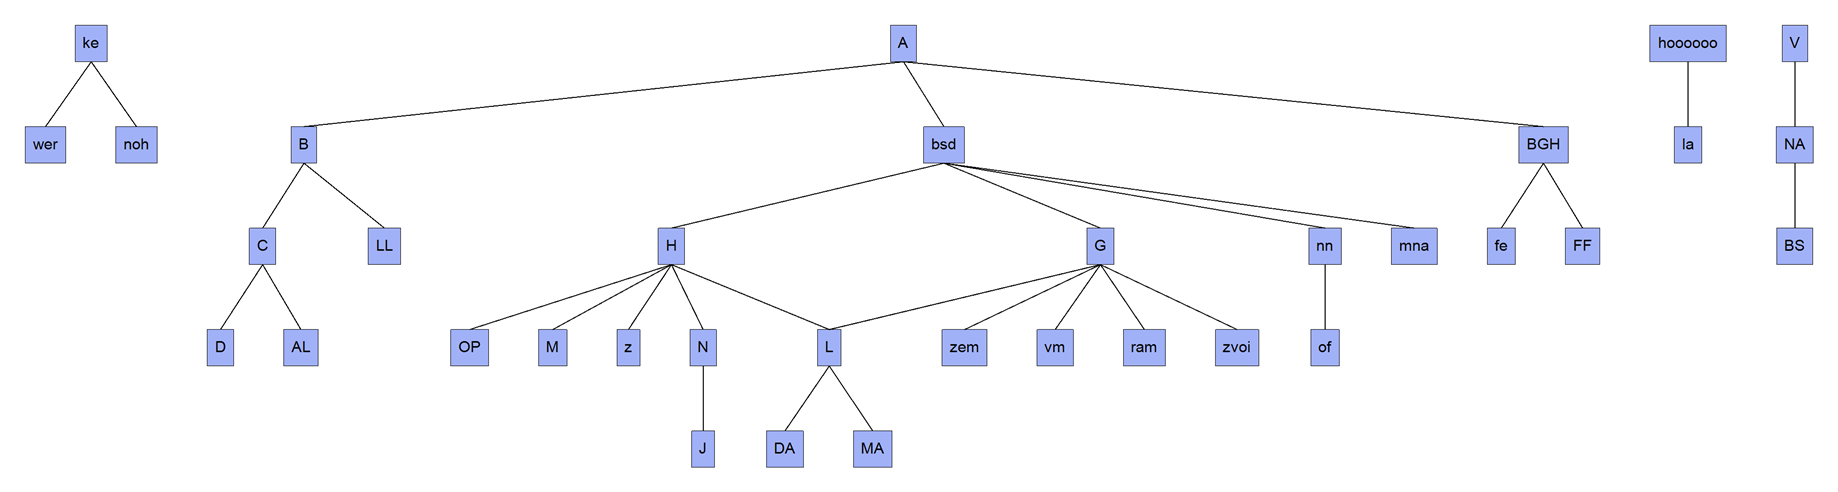 ke
A
hoooooo
V
wer
noh
B
bsd
BGH
la
NA
C
LL
H
G
nn
mna
fe
FF
BS
D
AL
OP
M
z
N
L
zem
vm
ram
zvoi
of
J
DA
MA